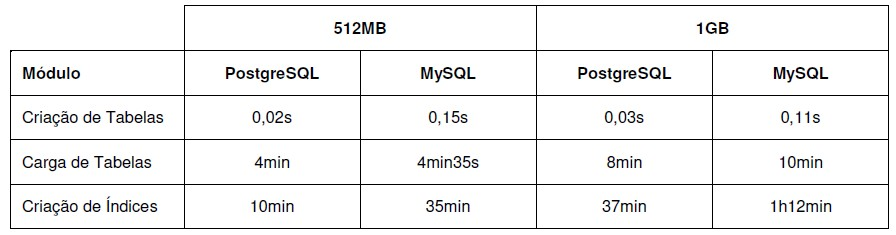 512MB 1GB
Módulo PostgreSQL MySQL PostgreSQL MySQL
Criação de Tabelas 0,02s 0,15s 0,03s 0,11s
Carga de Tabelas 4min 4min35s 8min 10min
Criação de Índices 10min 35min 37min 1h12min